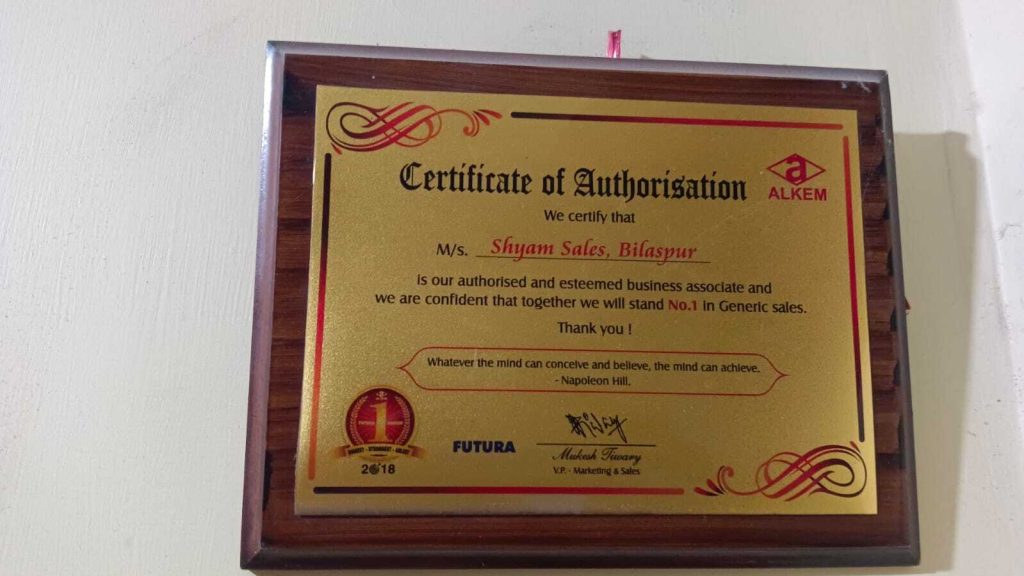 Certificate of Authorisation
a
ALKEM
We certify that
M/s. Shyam Sales, Bilaspur
is our authorised and esteemed business associate and
we are confident that together we will stand No.1 in Generic sales.
Thank you !
Whatever the mind can conceive and believe, the mind can achieve.
- Napoleon Hill.
1
2018
FUTURA
Mukesh Tiwary
V.P. - Marketing & Sales